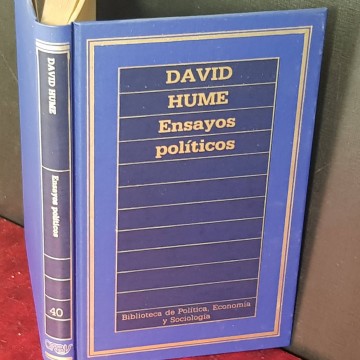 DAVID
HUME
Ensayos
políticos
Biblioteca de Política, Economía
y Sociología
DAVID HUME
Ensayos políticos
40